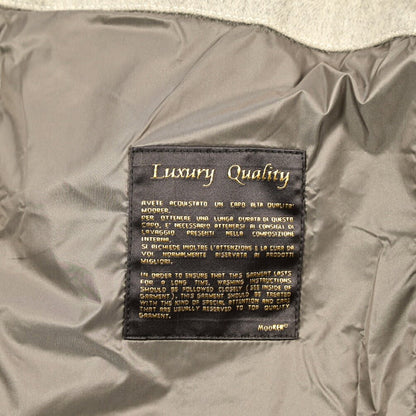 Luxury Quality
AVETE ACQUISTATO UN CAPO ALTA QUALITA'
MOORER.
PER OTTENERE UNA LUNGA DURATA DI QUESTO
CAPO, E' NECESSARIO ATTENERSI AI CONSIGLI DI
LAVAGGIO PRESENTI NELLA COMPOSIZIONE
INTERNA.
SI RICHIEDE INOLTRE L'ATTENZIONE E LA CURA DA
VOI NORMALMENTE RISERVATA AI PRODOTTI
MIGLIORI.
IN ORDER TO ENSURE THAT THIS GARMENT LASTS
FOR A LONG TIME, WASHING INSTRUCTIONS
SHOULD BE FOLLOWED CLOSELY (SEE INSIDE OF
GARMENT), THIS GARMENT SHOULD BE TREATED
WITH THE KIND OF SPECIAL ATTENTION AND CARE
THAT ARE USUALLY RESERVED TO TOP QUALITY
GARMENT.
MOORER